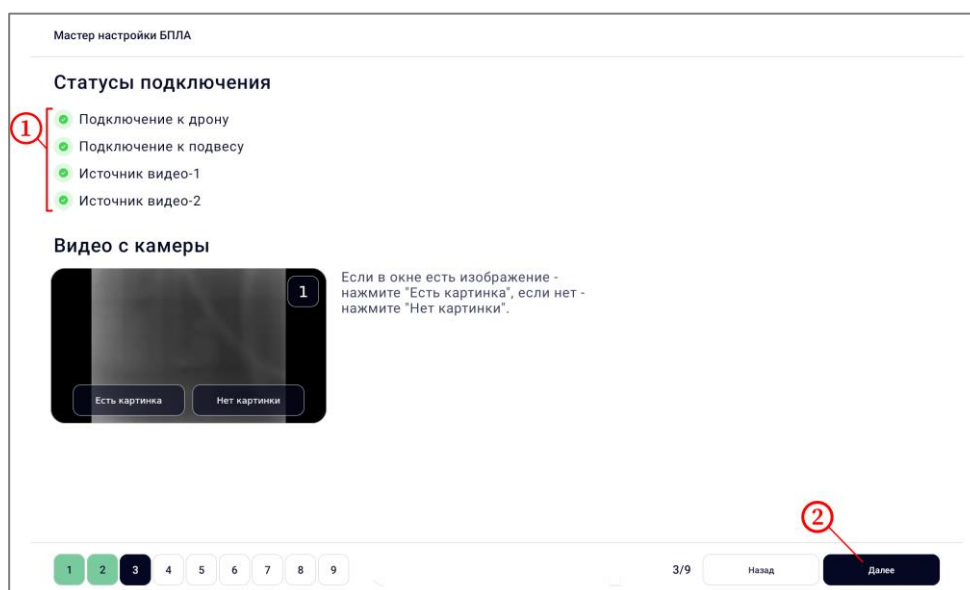 Мастер настройки БПЛА
Статусы подключения
1
Подключение к дрону
Подключение к подвесу
Источник видео-1
Источник видео-2
Видео с камеры
1
Если в окне есть изображение -
нажмите "Есть картинка", если нет -
нажмите "Нет картинки".
Есть картинка Нет картинки
2
1 2 3 4 5 6 7 8 9 3/9 Назад Далее